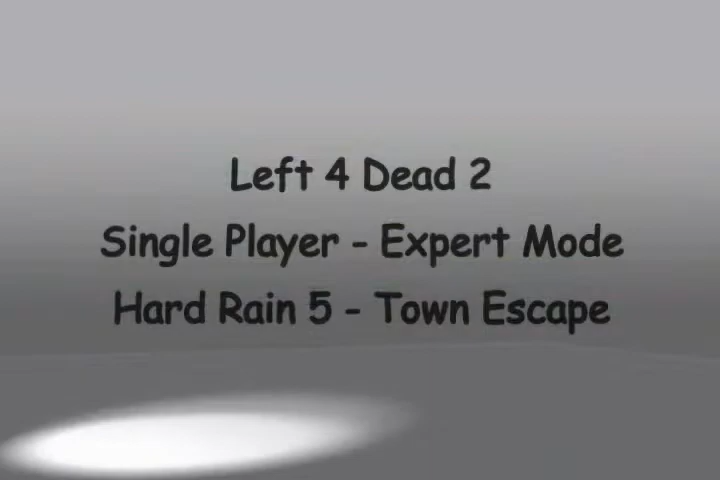 Left 4 Dead 2
Single Player - Expert Mode
Hard Rain 5 - Town Escape